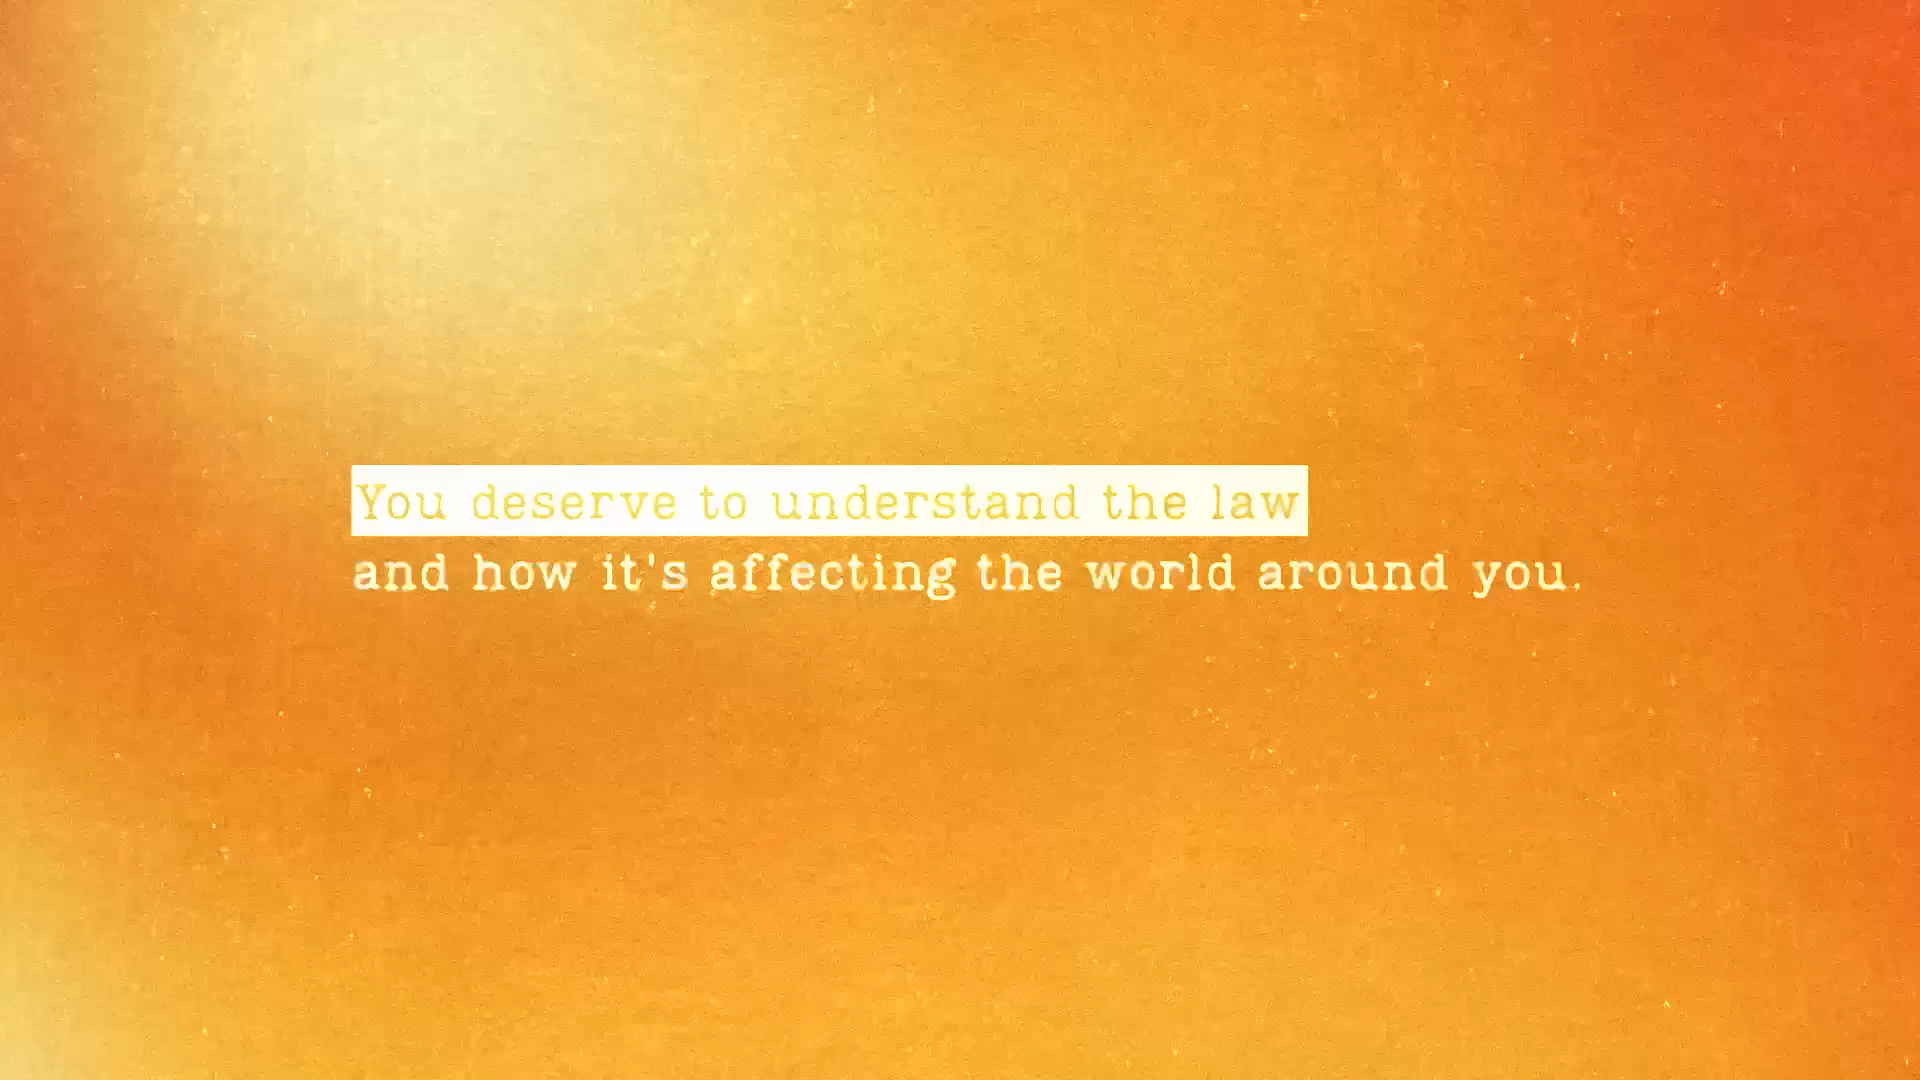 You deserve to understand the law
and how it's affecting the world around you.